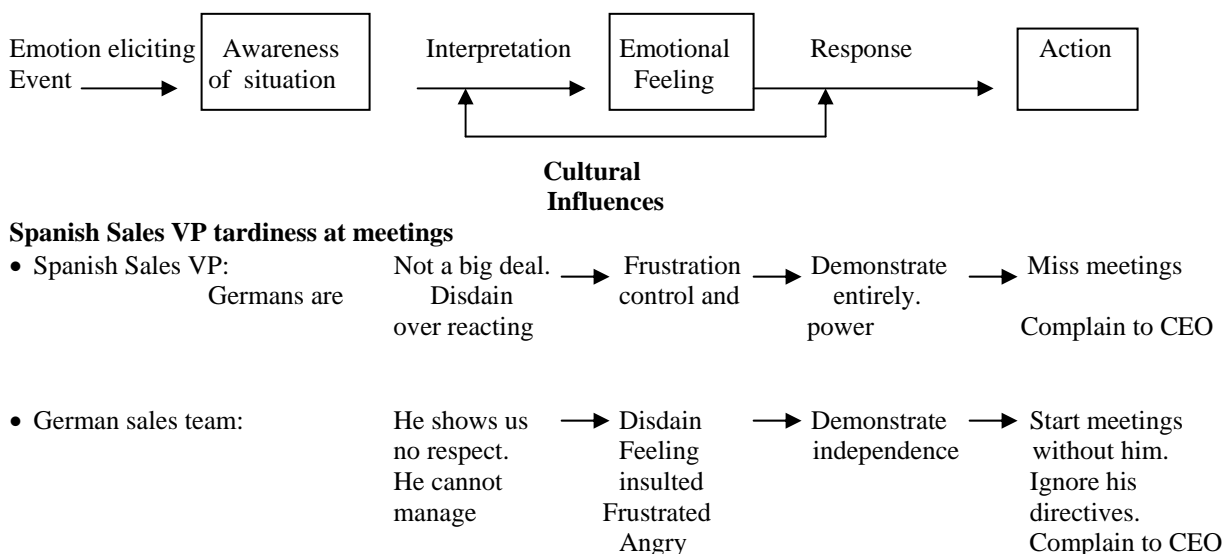 Emotion eliciting Awareness Interpretation Emotional Response Action
Event of situation Feeling
Cultural
Influences
Spanish Sales VP tardiness at meetings
• Spanish Sales VP: Not a big deal. Frustration Demonstrate Miss meetings
Germans are Disdain control and entirely.
over reacting power Complain to CEO
• German sales team: He shows us Disdain Demonstrate Start meetings
no respect. Feeling independence without him.
He cannot insulted Ignore his
manage Frustrated directives.
Angry Complain to CEO